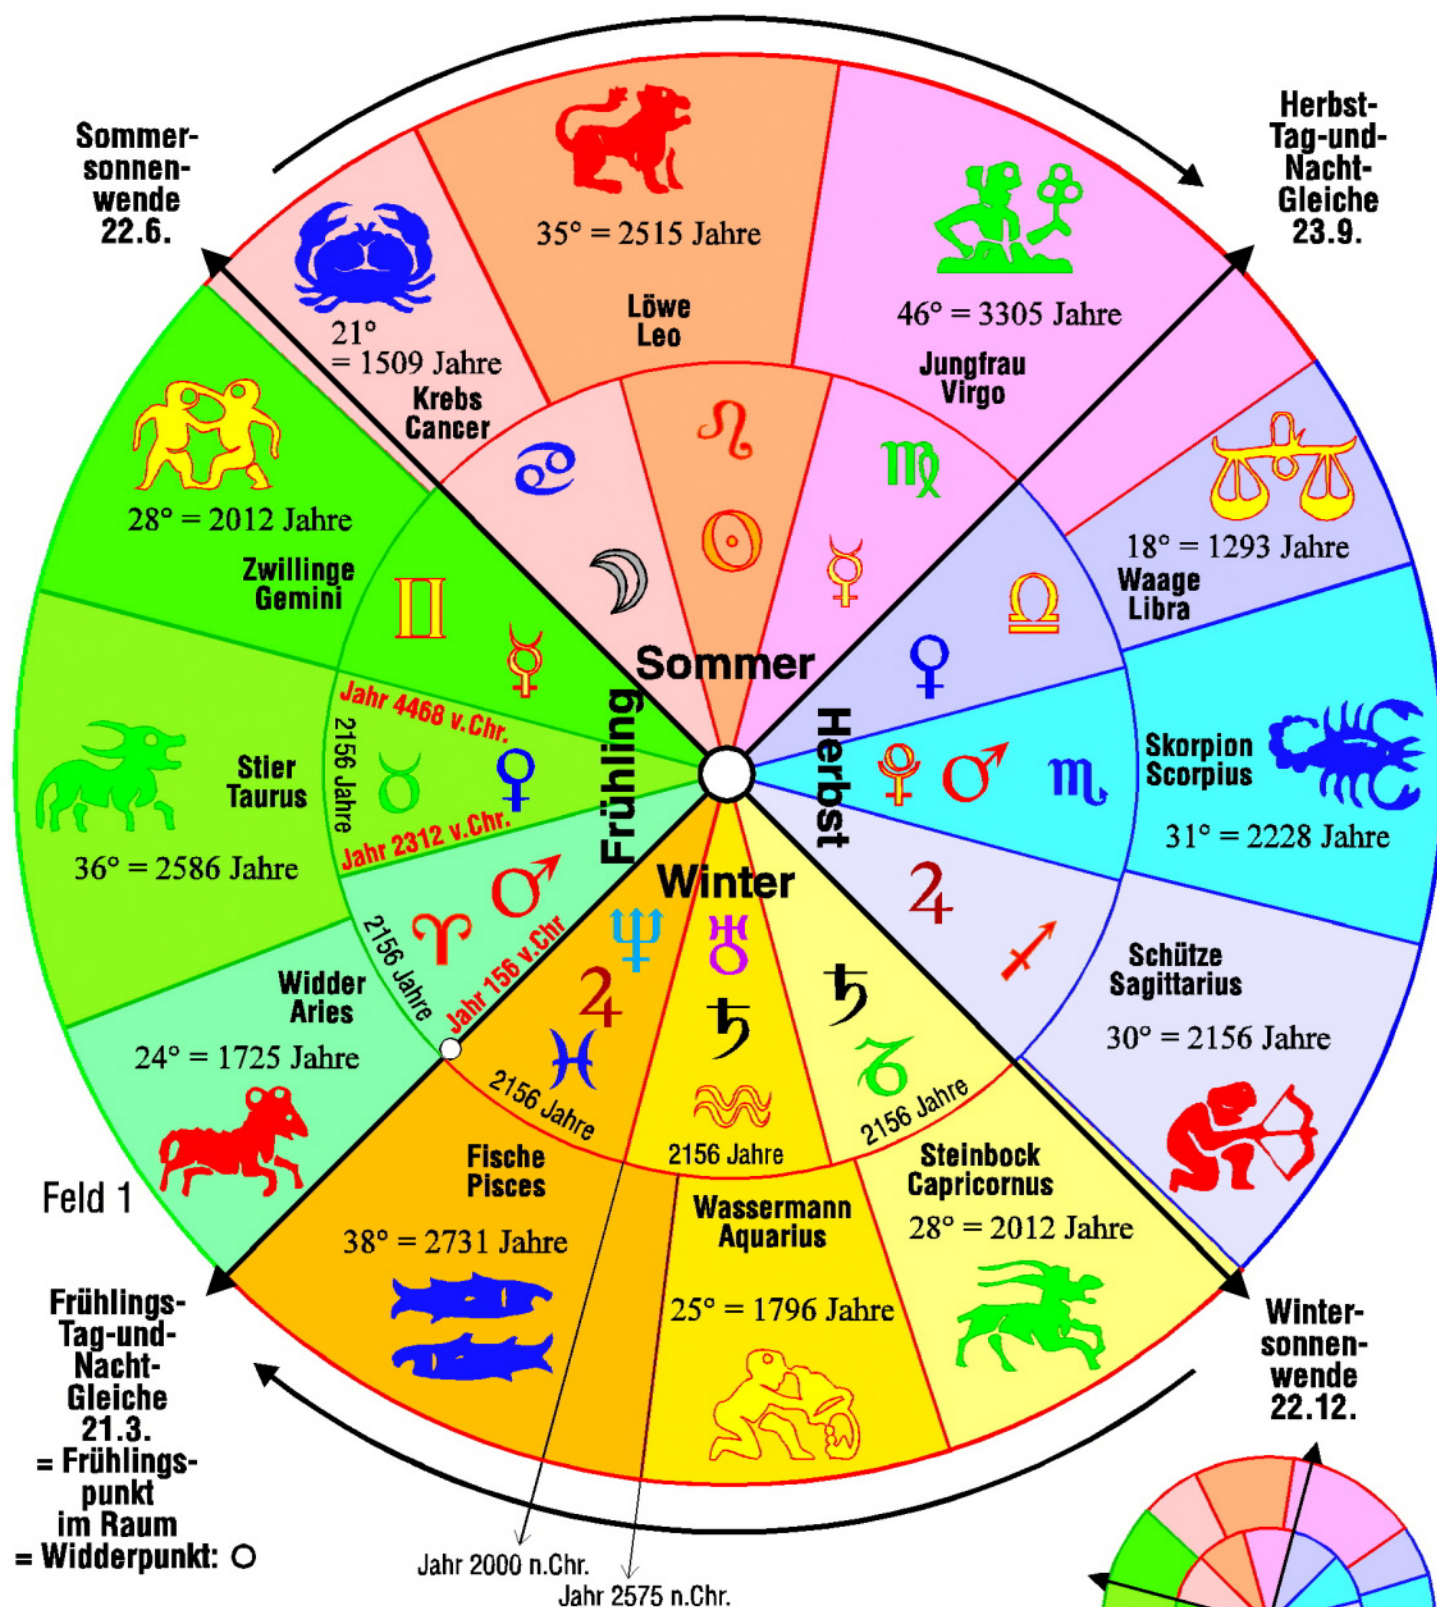 Sommer-
sonnen-
wende
22.6.
Herbst-
Tag-und-
Nacht-
Gleiche
23.9.
35° = 2515 Jahre
Löwe
Leo
46° = 3305 Jahre
Jungfrau
Virgo
21°
= 1509 Jahre
Krebs
Cancer
28° = 2012 Jahre
Zwillinge
Gemini
18° = 1293 Jahre
Waage
Libra
Sommer
Frühling
Herbst
Winter
Jahr 4468 v.Chr.
2156 Jahre
Jahr 2312 v.Chr.
Stier
Taurus
36° = 2586 Jahre
Skorpion
Scorpius
31° = 2228 Jahre
2156 Jahre
Jahr 156 v.Chr
Widder
Aries
24° = 1725 Jahre
Schütze
Sagittarius
30° = 2156 Jahre
2156 Jahre
2156 Jahre
2156 Jahre
Fische
Pisces
38° = 2731 Jahre
Wassermann
Aquarius
25° = 1796 Jahre
Steinbock
Capricornus
28° = 2012 Jahre
Feld 1
Frühlings-
Tag-und-
Nacht-
Gleiche
21.3.
= Frühlings-
punkt
im Raum
= Widderpunkt:
Winter-
sonnen-
wende
22.12.
Jahr 2000 n.Chr.
Jahr 2575 n.Chr.